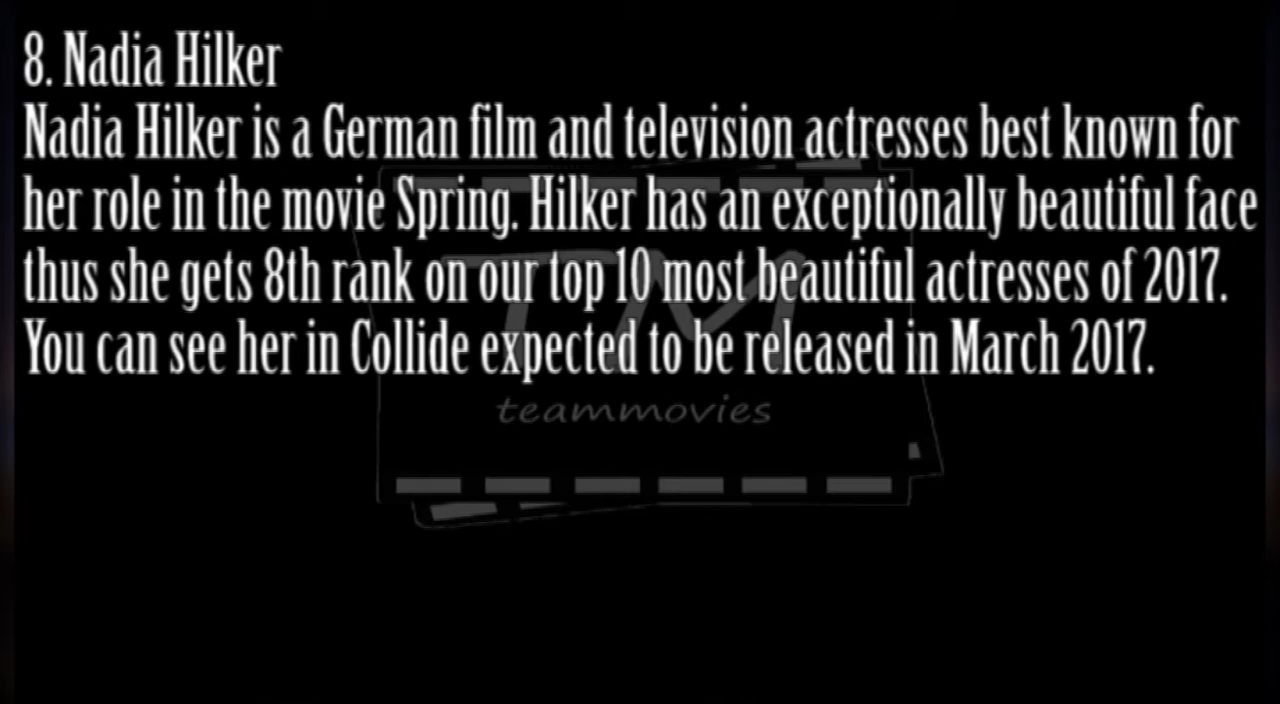 8. Nadia Hilker
Nadia Hilker is a German film and television actresses best known for
her role in the movie Spring. Hilker has an exceptionally beautiful face
thus she gets 8th rank on our top 10 most beautiful actresses of 2017.
You can see her in Collide expected to be released in March 2017.
TM
teammovies